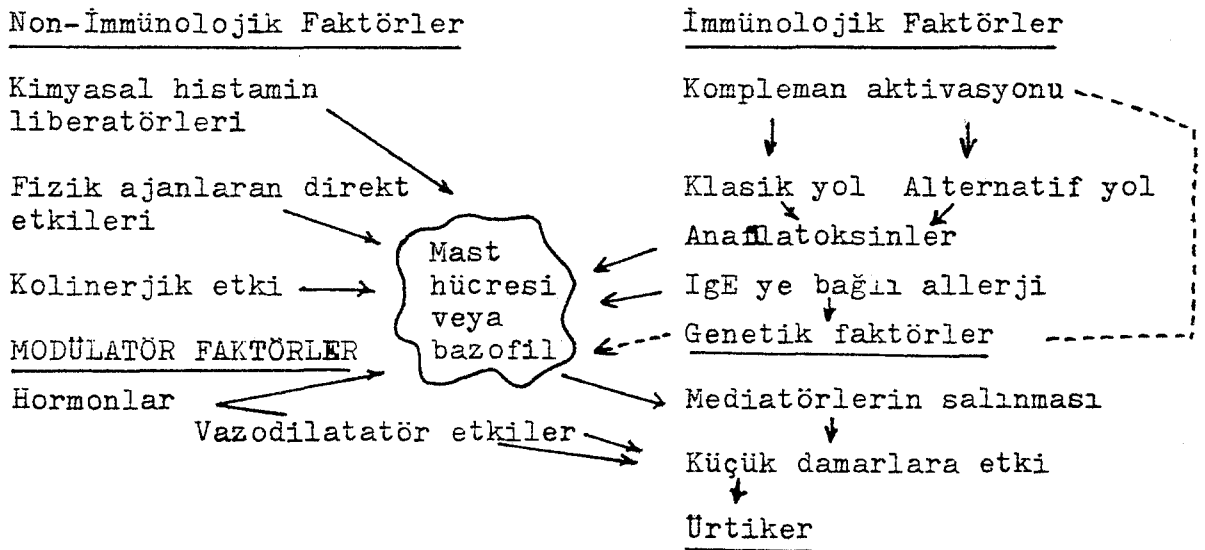 Non-İmmünolojik Faktörler
Kimyasal histamin
liberatörleri
Fizik ajanlaran direkt
etkileri
Kolinerjik etki
MODÜLATÖR FAKTÖRLER
Hormonlar
Vazodilatatör etkiler
Mast
hücresi
veya
bazofil
İmmünolojik Faktörler
Kompleman aktivasyonu
Klasik yol Alternatif yol
Anaflatoksinler
IgE ye bağlı allerji
Genetik faktörler
Mediatörlerin salınması
Küçük damarlara etki
Ürtiker